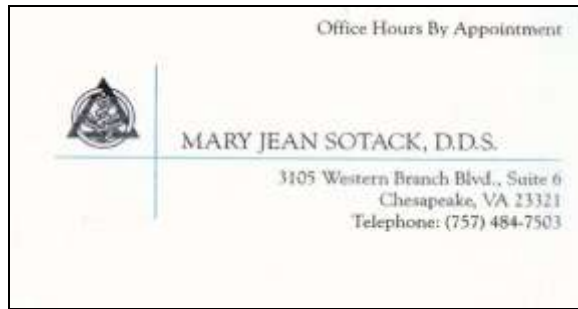 Office Hours By Appointment
MARY JEAN SOTACK, D.D.S.
3105 Western Branch Blvd., Suite 6
Chesapeake, VA 23321
Telephone: (757) 484-7503